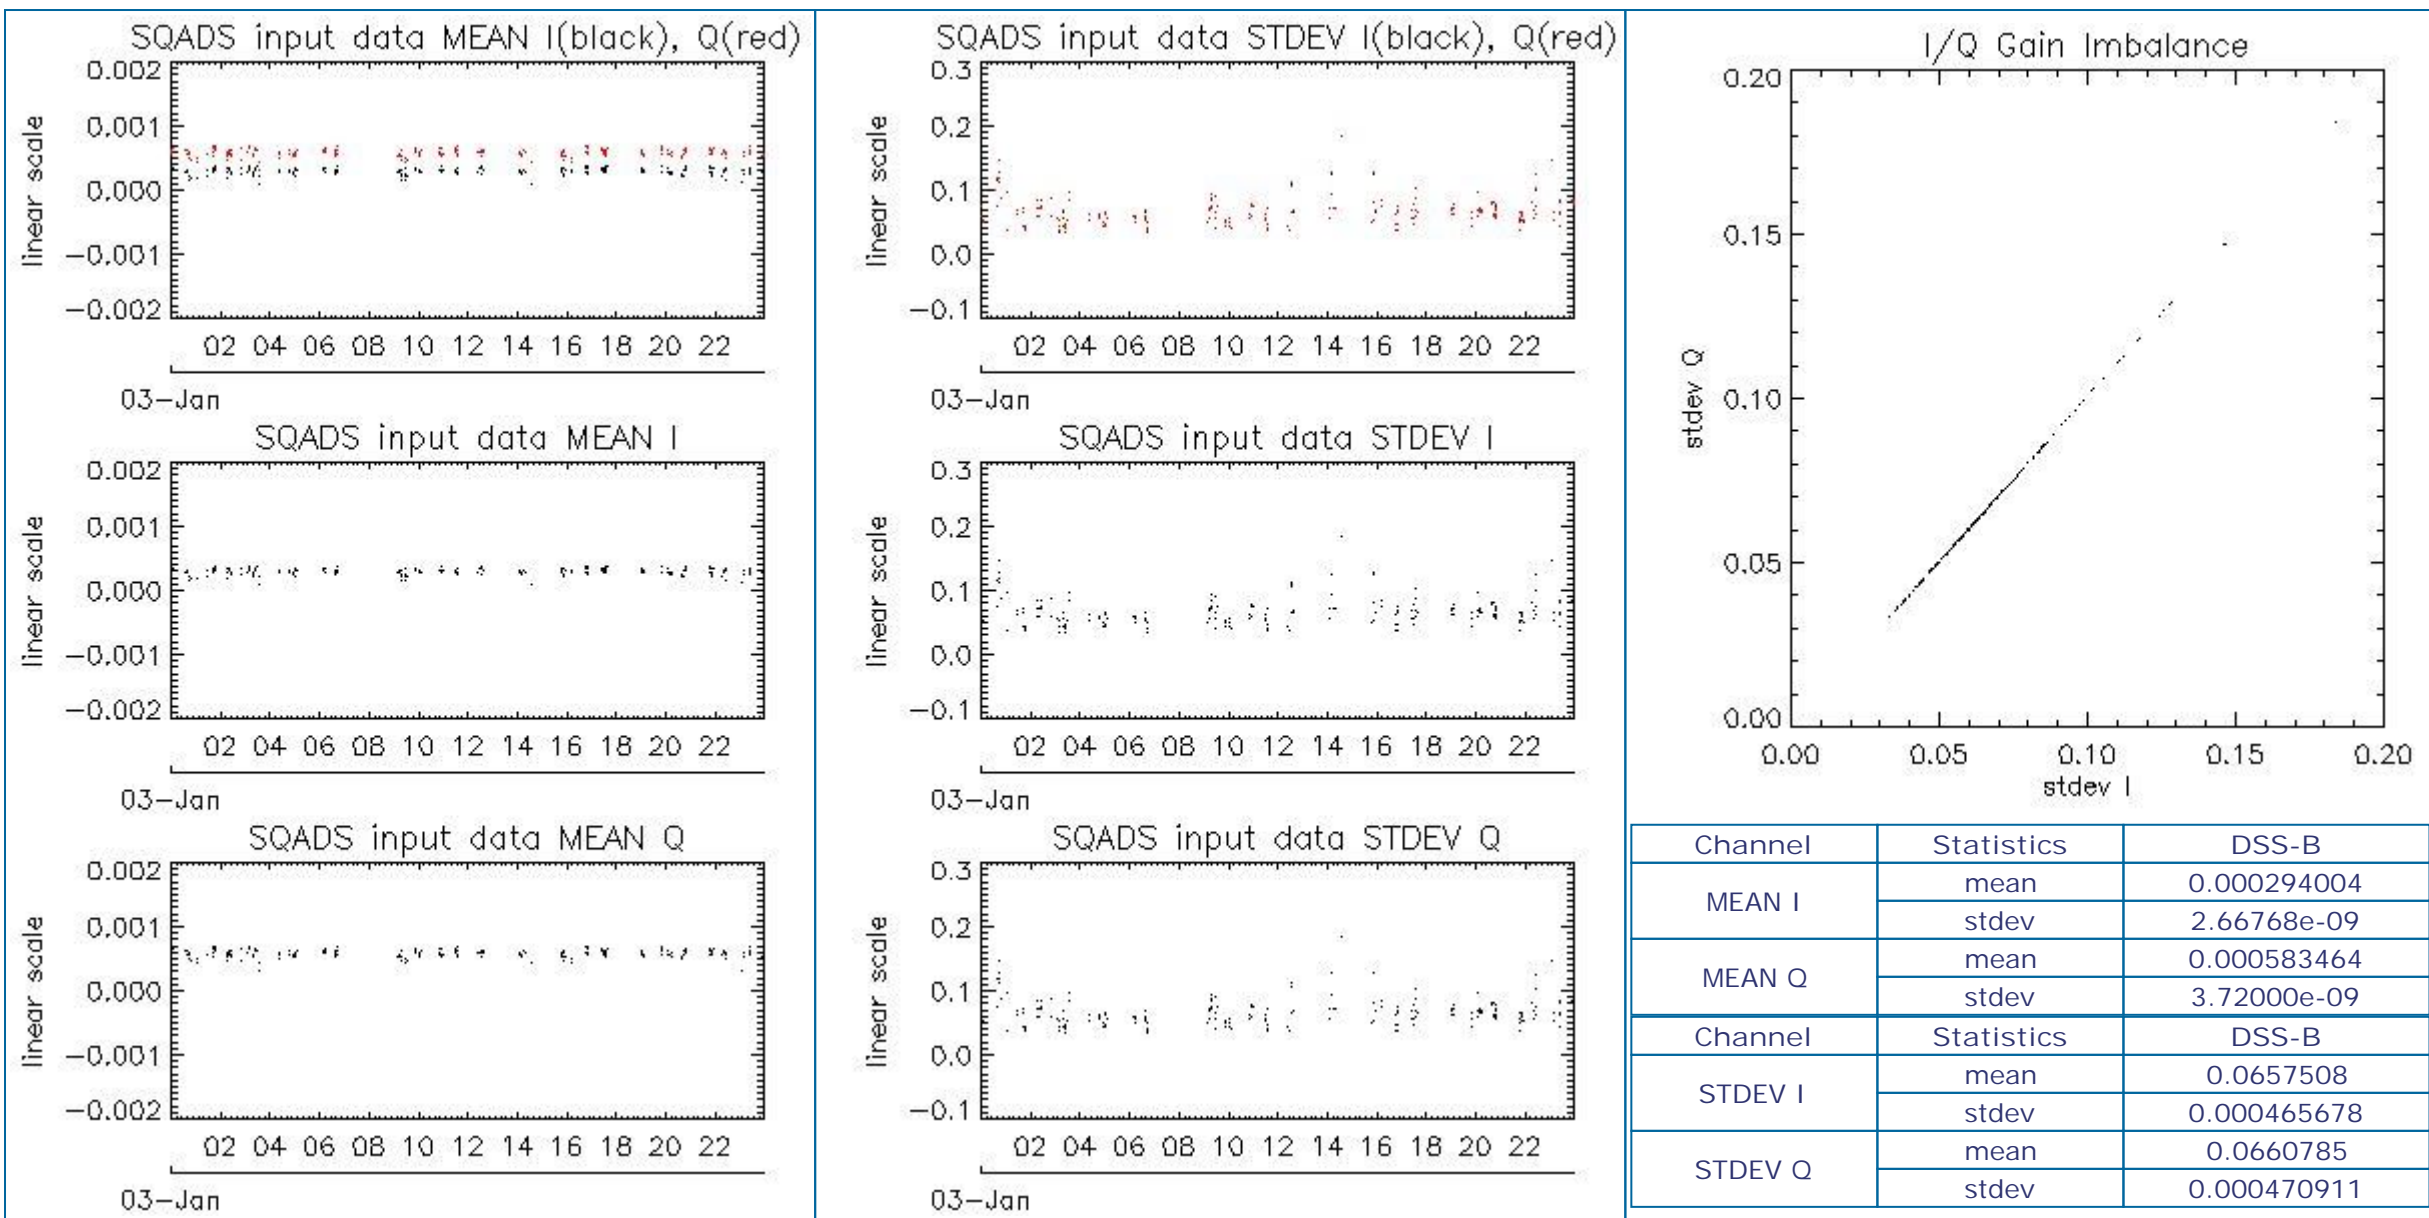 SQADS input data MEAN I(black), Q(red)
linear scale
0.002
0.001
0.000
-0.001
-0.002
02 04 06 08 10 12 14 16 18 20 22
03-Jan
SQADS input data MEAN I
linear scale
0.002
0.001
0.000
-0.001
-0.002
02 04 06 08 10 12 14 16 18 20 22
03-Jan
SQADS input data MEAN Q
linear scale
0.002
0.001
0.000
-0.001
-0.002
02 04 06 08 10 12 14 16 18 20 22
03-Jan
SQADS input data STDEV I(black), Q(red)
linear scale
0.3
0.2
0.1
0.0
-0.1
02 04 06 08 10 12 14 16 18 20 22
03-Jan
SQADS input data STDEV I
linear scale
0.3
0.2
0.1
0.0
-0.1
02 04 06 08 10 12 14 16 18 20 22
03-Jan
SQADS input data STDEV Q
linear scale
0.3
0.2
0.1
0.0
-0.1
02 04 06 08 10 12 14 16 18 20 22
03-Jan
I/Q Gain Imbalance
stdev Q
0.20
0.15
0.10
0.05
0.00
0.00 0.05 0.10 0.15 0.20
stdev I
Channel Statistics DSS-B
MEAN I mean 0.000294004
stdev 2.66768e-09
MEAN Q mean 0.000583464
stdev 3.72000e-09
Channel Statistics DSS-B
STDEV I mean 0.0657508
stdev 0.000465678
STDEV Q mean 0.0660785
stdev 0.000470911